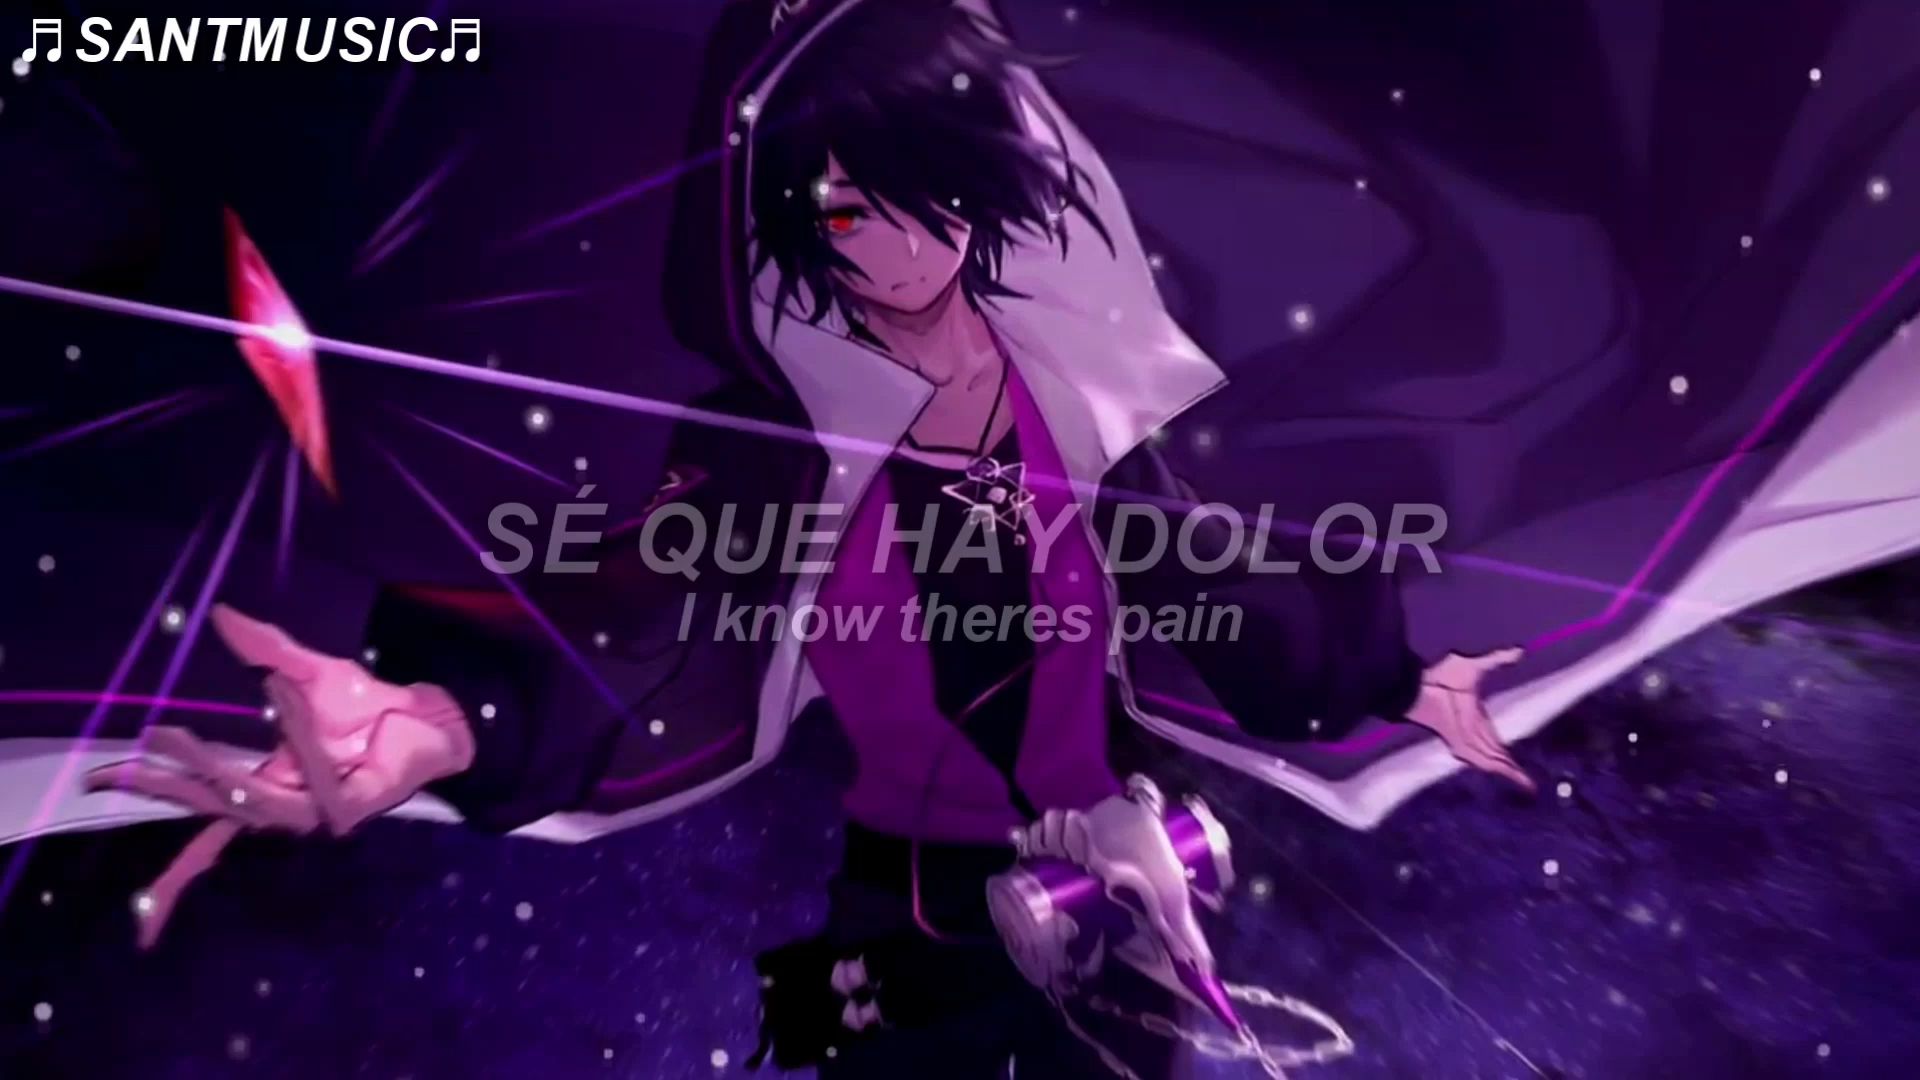 ♬SANTMUSIC♬
SÉ QUE HAY DOLOR
I know theres pain